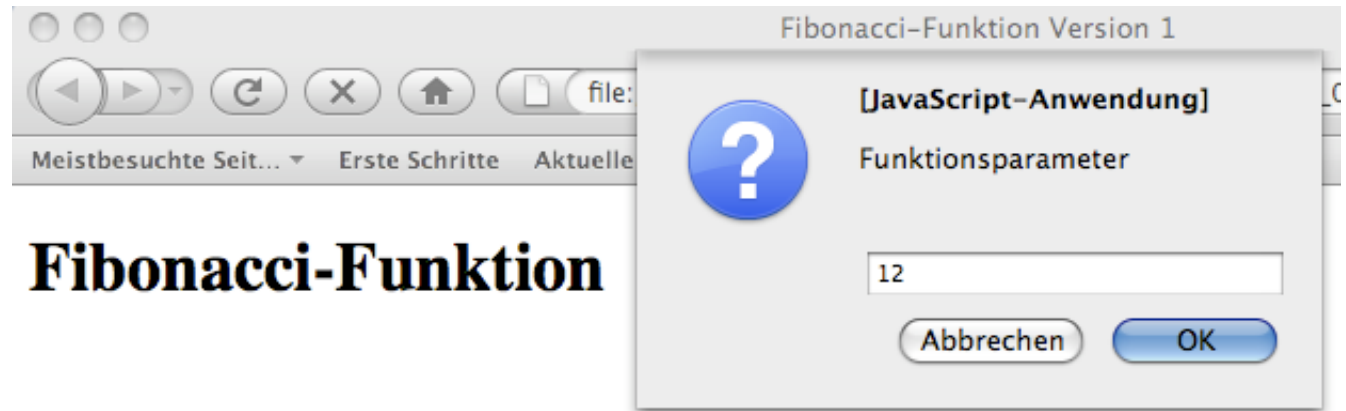 Fibonacci-Funktion Version 1
file:
[JavaScript-Anwendung]
Funktionsparameter
Meistbesuchte Seit... Erste Schritte Aktuelle
Fibonacci-Funktion
12
Abbrechen OK